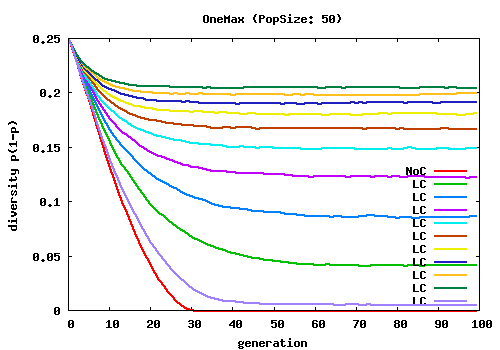 OneMax (PopSize: 50)
0.25
0.2
0.15
0.1
0.05
0
diversity p(1-p)
NoC
LC
LC
LC
LC
LC
LC
LC
LC
LC
LC
0 10 20 30 40 50 60 70 80 90 100
generation